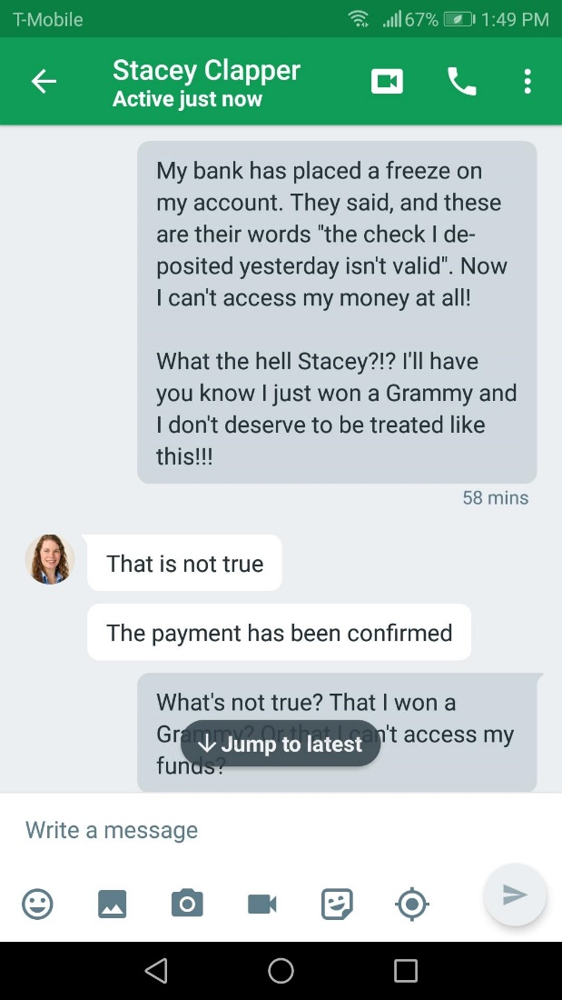 T-Mobile 67% 1:49 PM
Stacey Clapper
Active just now
My bank has placed a freeze on
my account. They said, and these
are their words "the check I de-
posited yesterday isn't valid". Now
I can't access my money at all!
What the hell Stacey?!? I'll have
you know I just won a Grammy and
I don't deserve to be treated like
this!!!
58 mins
That is not true
The payment has been confirmed
What's not true? That I won a
Grammy? Or that I can't access my
funds?
Jump to latest
Write a message